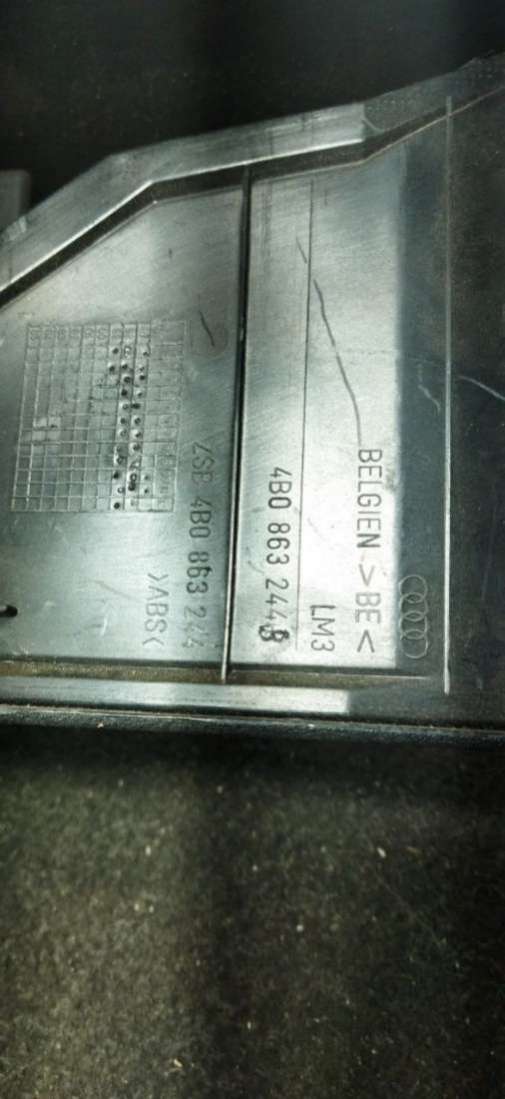 BELGIEN >BE<
LM3
4B0 863 244
ZSB 4B0 863 244
>ABS<